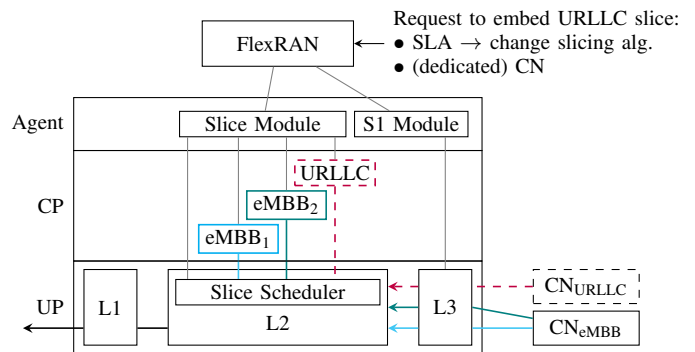 Request to embed URLLC slice:
FlexRAN
• SLA → change slicing alg.
• (dedicated) CN
Agent
Slice Module
S1 Module
URLLC
CP
eMBB2
eMBB1
UP
L1
Slice Scheduler
L2
L3
CNURLLC
CNeMBB